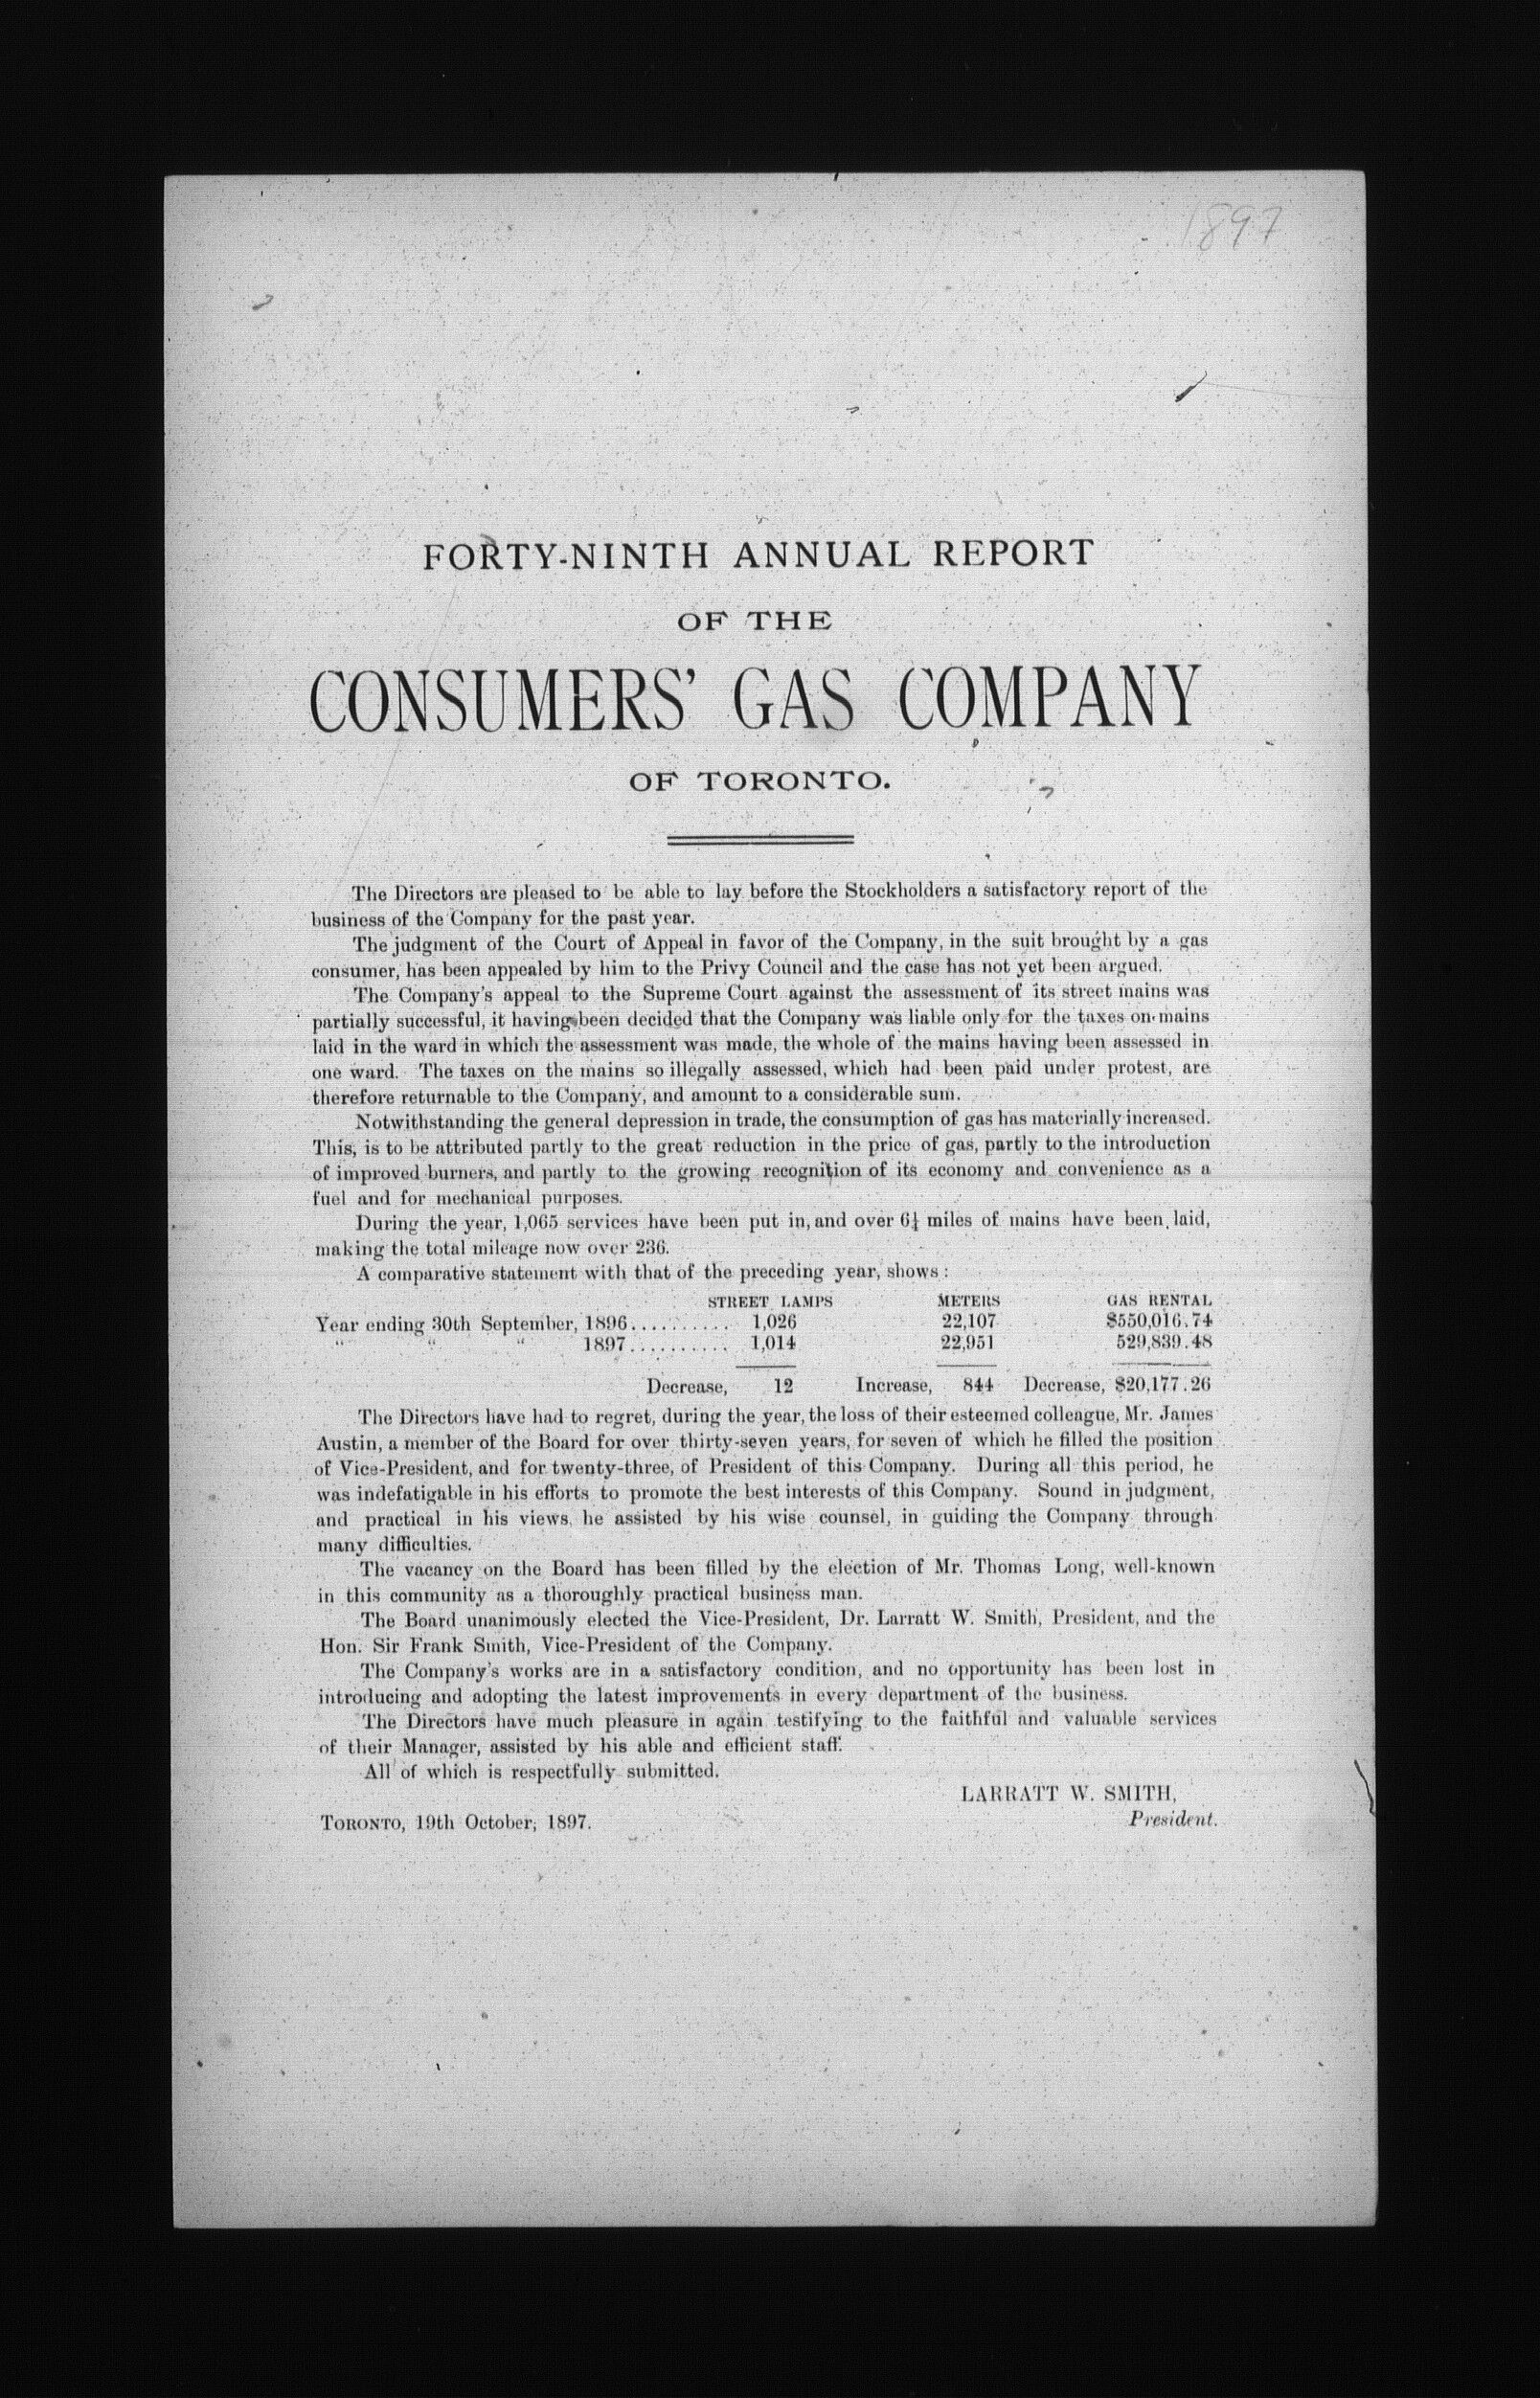 1897
FORTY-NINTH ANNUAL REPORT
OF THE
CONSUMERS' GAS COMPANY
OF TORONTO.
The Directors are pleased to be able to lay before the Stockholders a satisfactory report of the
business of the Company for the past year.
The judgment of the Court of Appeal in favor of the Company, in the suit brought by a gas
consumer, has been appealed by him to the Privy Council and the case has not yet been argued.
The Company's appeal to the Supreme Court against the assessment of its street mains was
partially successful, it having been decided that the Company was liable only for the taxes on mains
laid in the ward in which the assessment was made, the whole of the mains having been assessed in
one ward. The taxes on the mains so illegally assessed, which had been paid under protest, are
therefore returnable to the Company, and amount to a considerable sum.
Notwithstanding the general depression in trade, the consumption of gas has materially increased.
This, is to be attributed partly to the great reduction in the price of gas, partly to the introduction
of improved burners, and partly to the growing recognition of its economy and convenience as a
fuel and for mechanical purposes.
During the year, 1,065 services have been put in, and over miles of mains have been laid,
making the total mileage now over 236.
A comparative statement with that of the preceding year, shows:
STREET LAMPS METERS GAS RENTAL
Year ending 30th September, 1896.......... 1,026 22,107 $550,016.74
" " " 1897.......... 1,014 22,951 529,839.48
Decrease, 12 Increase, 844 Decrease, $20,177.26
The Directors have had to regret, during the year, the loss of their esteemed colleague, Mr. James
Austin, a member of the Board for over thirty-seven years, for seven of which he filled the position
of Vice-President, and for twenty-three, of President of this Company. During all this period, he
was indefatigable in his efforts to promote the best interests of this Company. Sound in judgment,
and practical in his views, he assisted by his wise counsel, in guiding the Company through
many difficulties.
The vacancy on the Board has been filled by the election of Mr. Thomas Long, well-known
in this community as a thoroughly practical business man.
The Board unanimously elected the Vice-President, Dr. Larratt W. Smith, President, and the
Hon. Sir Frank Smith, Vice-President of the Company.
The Company's works are in a satisfactory condition, and no opportunity has been lost in
introducing and adopting the latest improvements in every department of the business.
The Directors have much pleasure in again testifying to the faithful and valuable services
of their Manager, assisted by his able and efficient staff.
All of which is respectfully submitted.
LARRATT W. SMITH,
President.
TORONTO, 19th October, 1897.